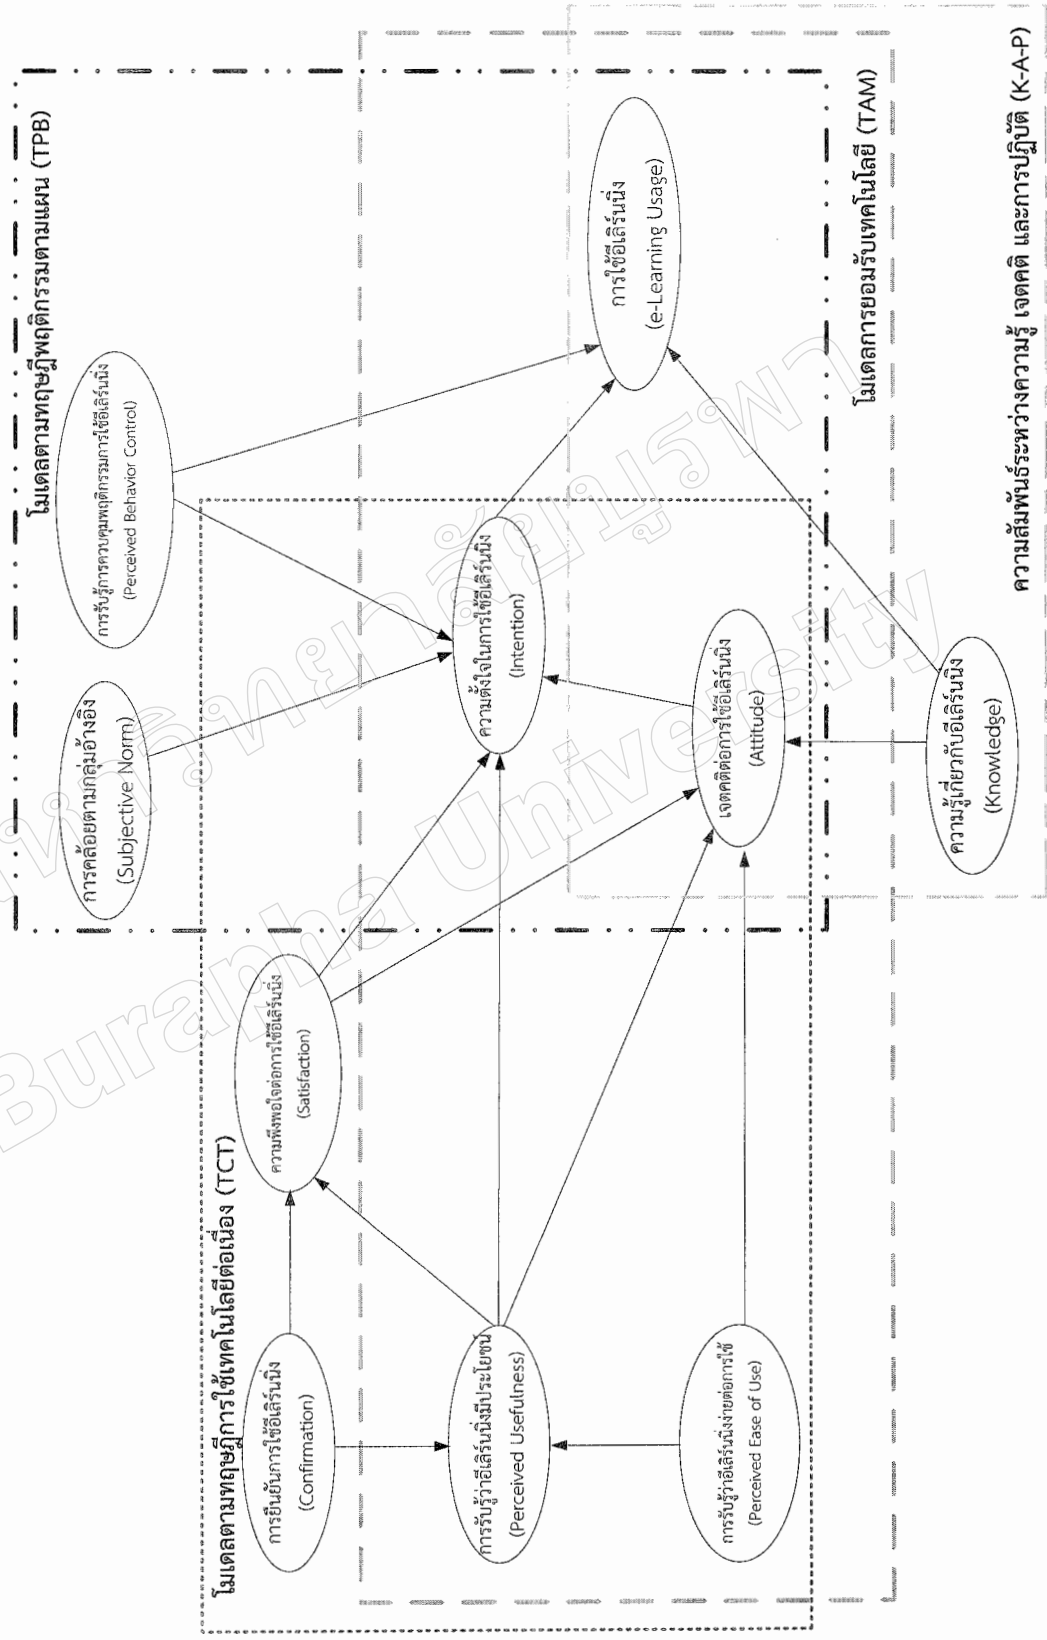 โมเดลตามทฤษฎีพฤติกรรมตามแผน (TPB)
การคล้อยตามกลุ่มอ้างอิง
(Subjective Norm)
การรับรู้การควบคุมพฤติกรรมการใช้อีเลิร์นนิ่ง
(Perceived Behavior Control)
โมเดลตามทฤษฎีการใช้เทคโนโลยีต่อเนื่อง (TCT)
การยืนยันการใช้อีเลิร์นนิ่ง
(Confirmation)
ความพึงพอใจต่อการใช้อีเลิร์นนิ่ง
(Satisfaction)
การรับรู้ว่าอีเลิร์นนิ่งมีประโยชน์
(Perceived Usefulness)
ความตั้งใจในการใช้อีเลิร์นนิ่ง
(Intention)
การใช้อีเลิร์นนิ่ง
(e-Learning Usage)
การรับรู้ว่าอีเลิร์นนิ่งง่ายต่อการใช้
(Perceived Ease of Use)
เจตคติต่อการใช้อีเลิร์นนิ่ง
(Attitude)
โมเดลการยอมรับเทคโนโลยี (TAM)
ความรู้เกี่ยวกับอีเลิร์นนิ่ง
(Knowledge)
ความสัมพันธ์ระหว่างความรู้ เจตคติ และการปฏิบัติ (K-A-P)
มหาวิทยาลัยบูรพา
Burapha University